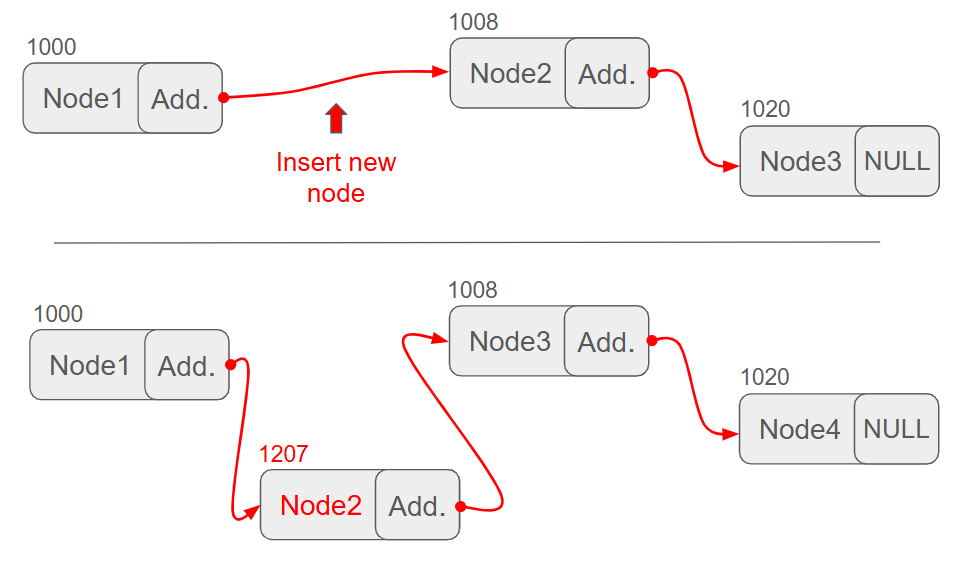 1000
Node1 Add.
1008
Node2 Add.
1020
Node3 NULL
Insert new
node
1000
Node1 Add.
1008
Node3 Add.
1020
Node4 NULL
1207
Node2 Add.